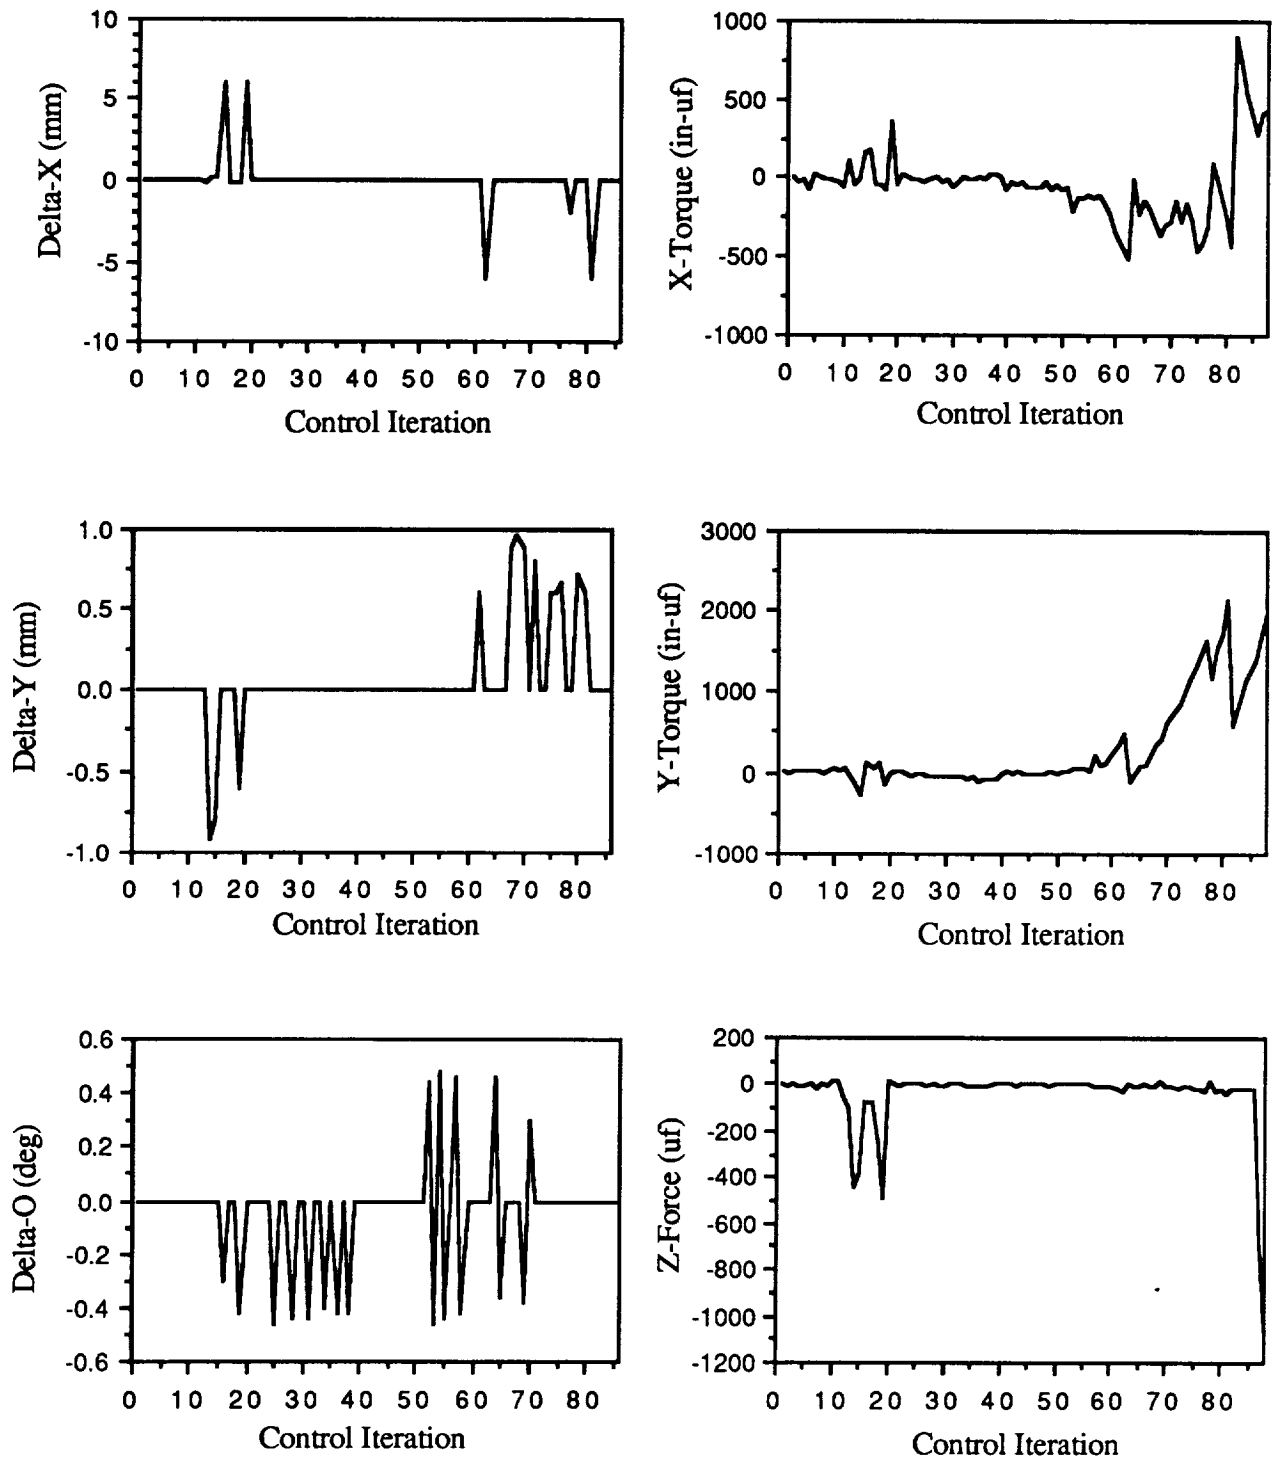 10
5
0
-5
-10
Delta-X (mm)
0 10 20 30 40 50 60 70 80
Control Iteration
1000
500
0
-500
-1000
X-Torque (in-uf)
0 10 20 30 40 50 60 70 80
Control Iteration
1.0
0.5
0.0
-0.5
-1.0
Delta-Y (mm)
0 10 20 30 40 50 60 70 80
Control Iteration
3000
2000
1000
0
-1000
Y-Torque (in-uf)
0 10 20 30 40 50 60 70 80
Control Iteration
0.6
0.4
0.2
0.0
-0.2
-0.4
-0.6
Delta-O (deg)
0 10 20 30 40 50 60 70 80
Control Iteration
200
0
-200
-400
-600
-800
-1000
-1200
Z-Force (uf)
0 10 20 30 40 50 60 70 80
Control Iteration